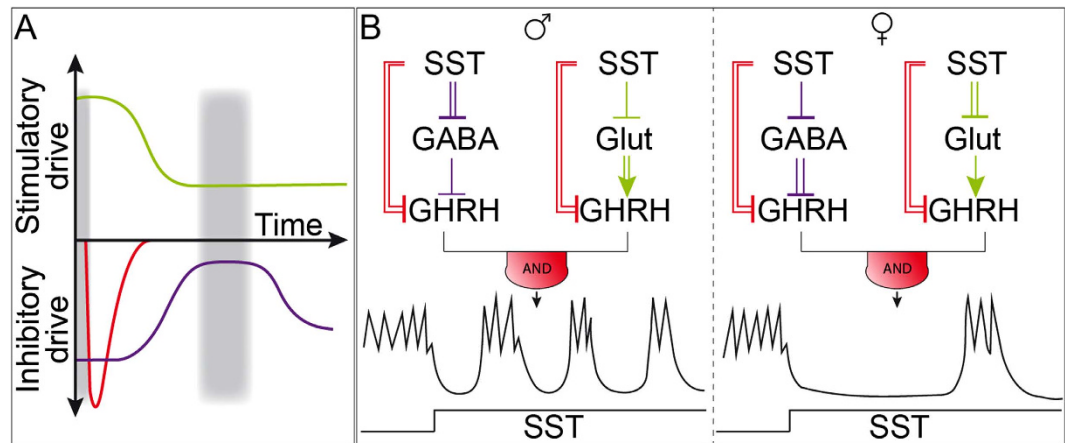 A
Stimulatory
drive
Time
Inhibitory
drive
B
♂
SST
SST
GABA
Glut
GHRH
GHRH
AND
SST
♀
SST
SST
GABA
Glut
GHRH
GHRH
AND
SST